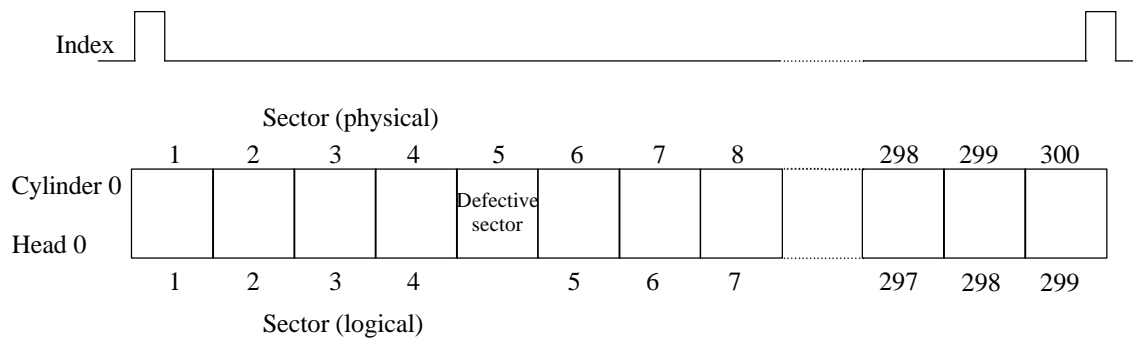 Index
Sector (physical)
1 2 3 4 5 6 7 8 298 299 300
Cylinder 0
Defective
sector
Head 0
1 2 3 4 5 6 7 297 298 299
Sector (logical)